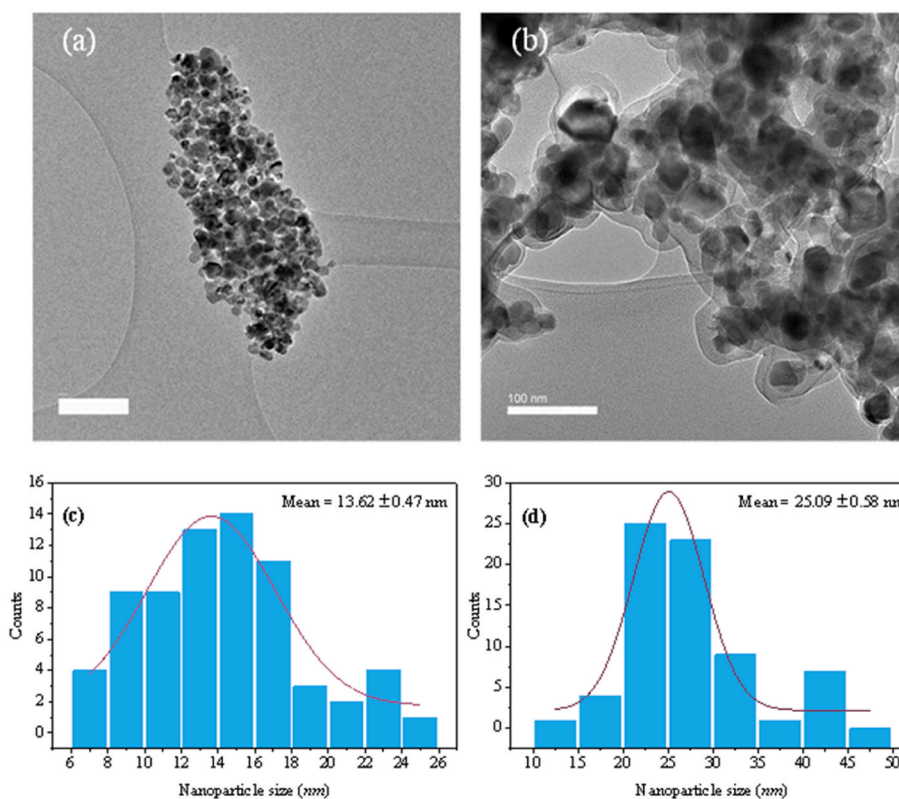 (a)
(b)
100 nm
(c)
Mean = 13.62 ±0.47 nm
Counts
16
14
12
10
8
6
4
2
0
6 8 10 12 14 16 18 20 22 24 26
Nanoparticle size (nm)
(d)
Mean = 25.09 ±0.58 nm
Counts
30
25
20
15
10
5
0
10 15 20 25 30 35 40 45 50
Nanoparticle size (nm)